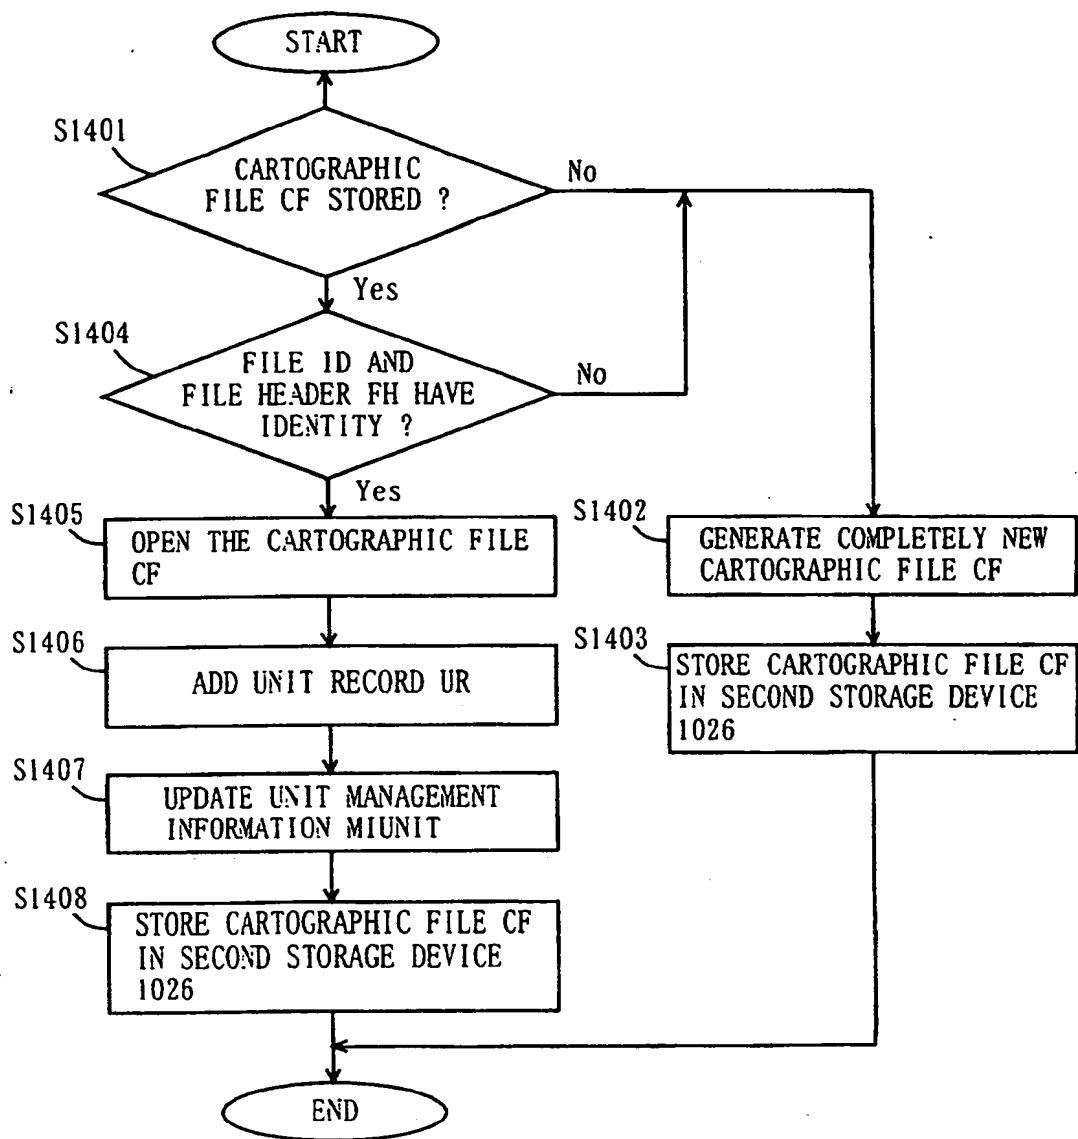 START
S1401
CARTOGRAPHIC
FILE CF STORED ?
No
Yes
S1404
FILE ID AND
FILE HEADER FH HAVE
IDENTITY ?
No
Yes
S1405
OPEN THE CARTOGRAPHIC FILE
CF
S1402
GENERATE COMPLETELY NEW
CARTOGRAPHIC FILE CF
S1406
ADD UNIT RECORD UR
S1403
STORE CARTOGRAPHIC FILE CF
IN SECOND STORAGE DEVICE
1026
S1407
UPDATE UNIT MANAGEMENT
INFORMATION MIUNIT
S1408
STORE CARTOGRAPHIC FILE CF
IN SECOND STORAGE DEVICE
1026
END